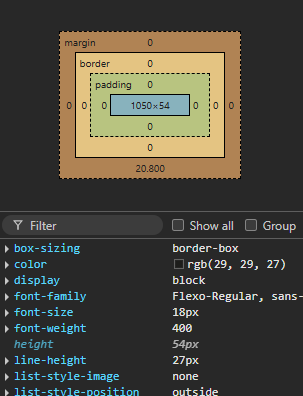 margin 0
border 0
padding 0
0 0 0 1050×54 0 0 0
0
0
20.800
Filter Show all Group
box-sizing border-box
color rgb(29, 29, 27)
display block
font-family Flexo-Regular, sans-
font-size 18px
font-weight 400
height 54px
line-height 27px
list-style-image none
list-style-position outside